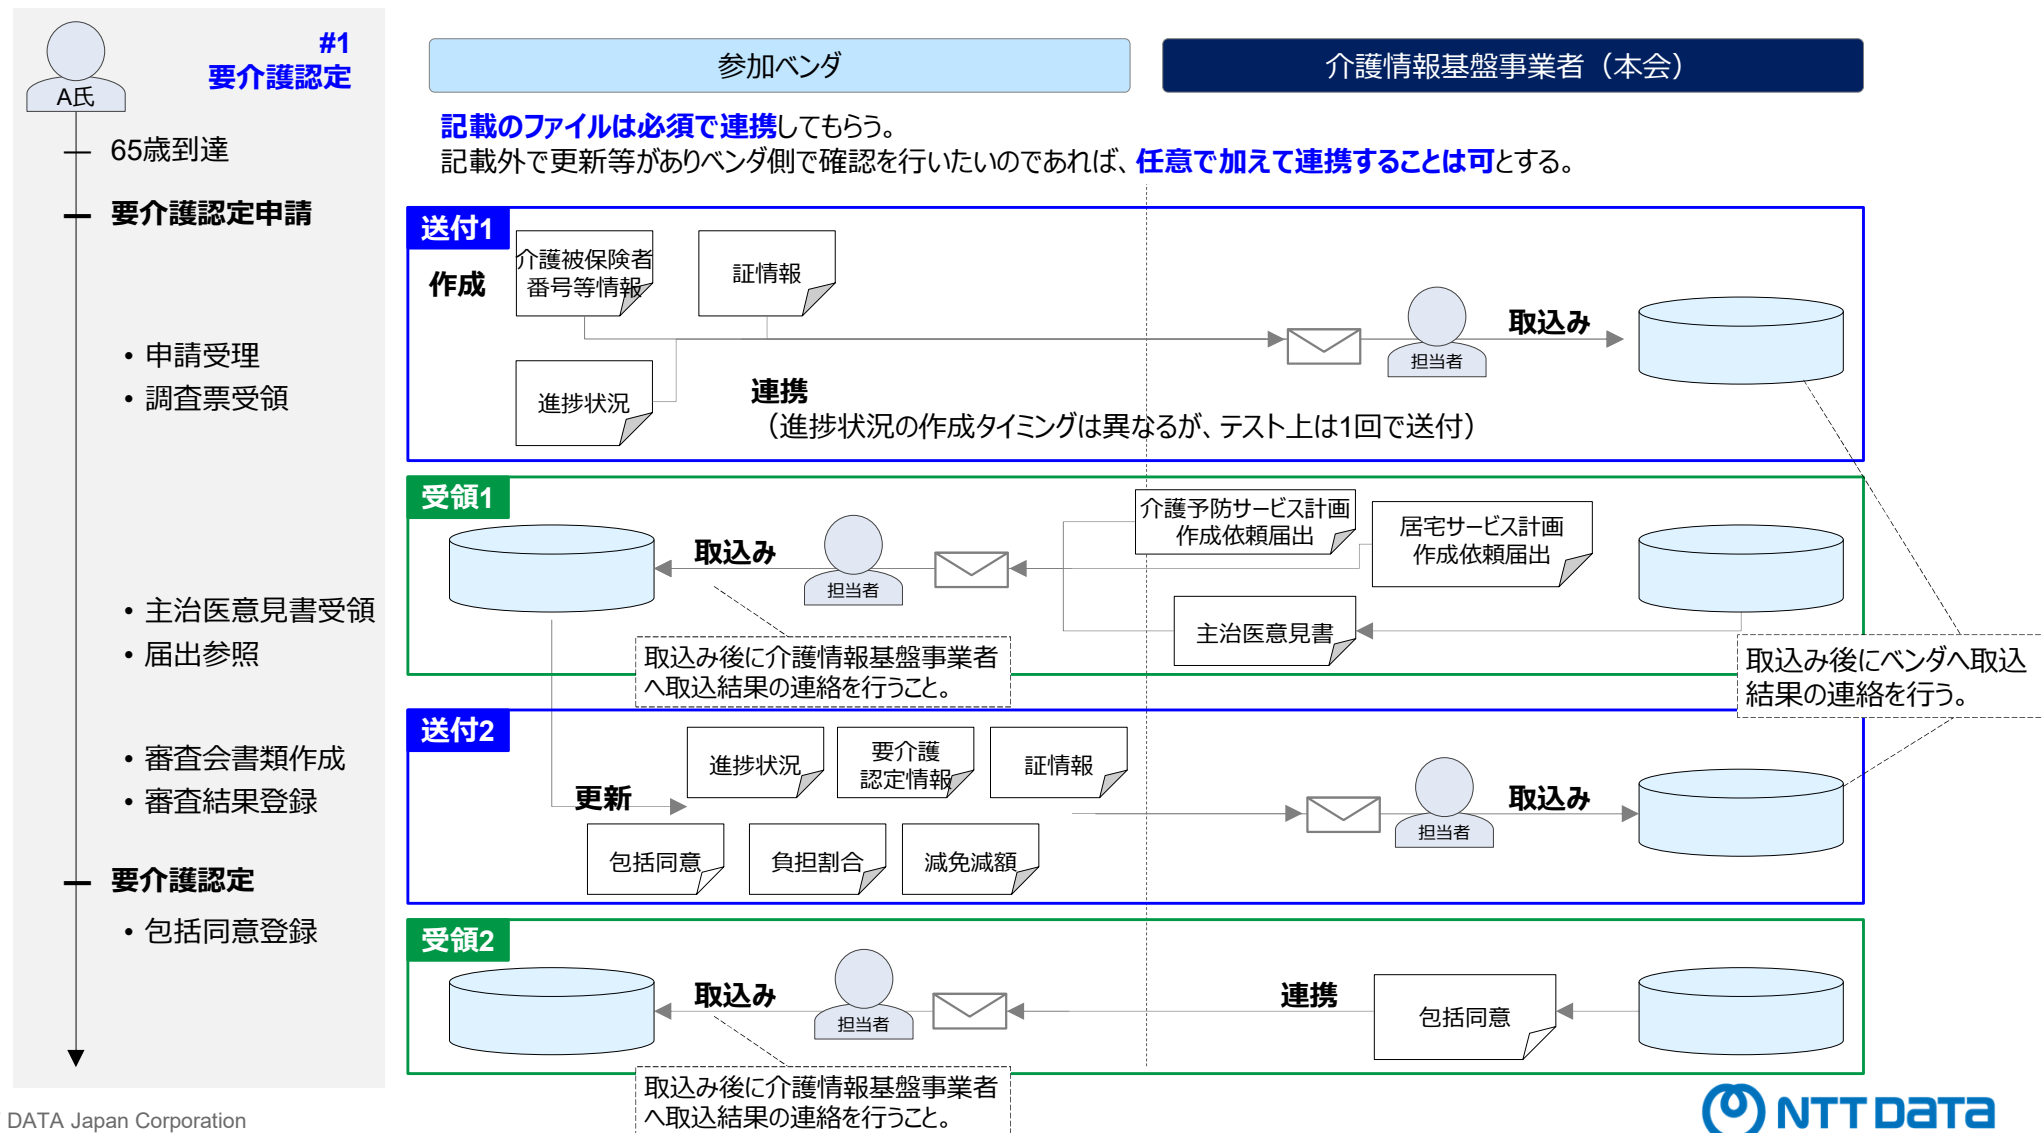 #1
要介護認定
A氏
65歳到達
要介護認定申請
• 申請受理
• 調査票受領
• 主治医意見書受領
• 届出参照
• 審査会書類作成
• 審査結果登録
要介護認定
• 包括同意登録
参加ベンダ
介護情報基盤事業者（本会）
記載のファイルは必須で連携してもらう。
記載外で更新等がありベンダ側で確認を行いたいのであれば、任意で加えて連携することは可とする。
送付1
作成
介護被保険者
番号等情報
証情報
進捗状況
連携
（進捗状況の作成タイミングは異なるが、テスト上は1回で送付）
担当者
取込み
受領1
取込み
担当者
介護予防サービス計画
作成依頼届出
居宅サービス計画
作成依頼届出
主治医意見書
取込み後に介護情報基盤事業者
へ取込結果の連絡を行うこと。
取込み後にベンダへ取込
結果の連絡を行う。
送付2
更新
進捗状況
要介護
認定情報
証情報
包括同意
負担割合
減免減額
担当者
取込み
受領2
取込み
担当者
連携
包括同意
取込み後に介護情報基盤事業者
へ取込結果の連絡を行うこと。
DATA Japan Corporation
NTT DATA